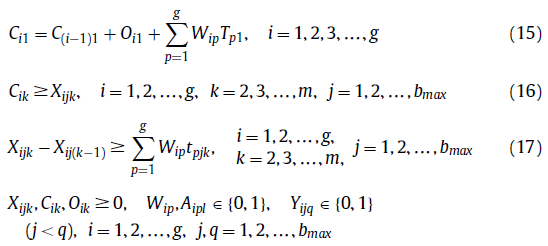 C_{i1} = C_{(i−1)1} + O_{i1} + \sum_{p=1}^{g} W_{ip}T_{p1},   i = 1, 2, 3, …, g   (15)
C_{ik} ≥ X_{ijk},   i = 1, 2, …, g,  k = 2, 3, …, m,  j = 1, 2, …, b_{max}   (16)
X_{ijk} − X_{ij(k−1)} ≥ \sum_{p=1}^{g} W_{ip}t_{pjk},   i = 1, 2, …, g, k = 2, 3, …, m,   j = 1, 2, …, b_{max}   (17)
X_{ijk}, C_{ik}, O_{ik} ≥ 0,   W_{ip}, A_{ipl} ∈ {0, 1},   Y_{ijq} ∈ {0, 1}
(j < q),  i = 1, 2, …, g,  j, q = 1, 2, …, b_{max}